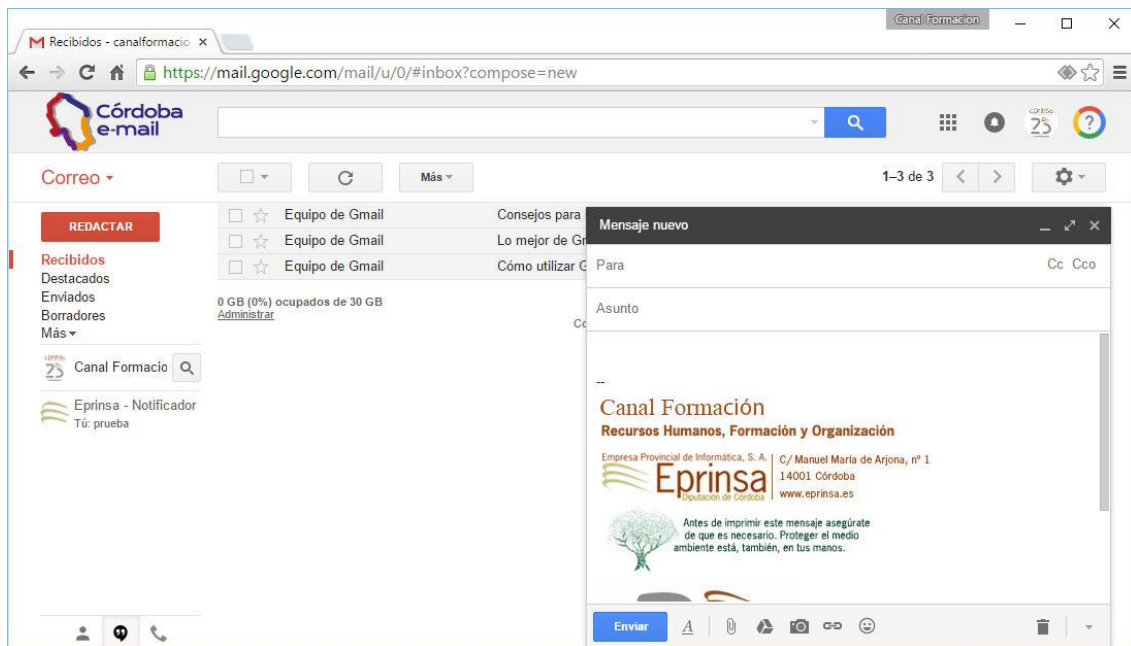 Canal Formacion
Recibidos - canalformacio
https://mail.google.com/mail/u/0/#inbox?compose=new
Córdoba
e-mail
eprinsa
25
Correo
Más
1–3 de 3
REDACTAR
Recibidos
Destacados
Enviados
Borradores
Más
Equipo de Gmail Consejos para
Equipo de Gmail Lo mejor de Gr
Equipo de Gmail Cómo utilizar G
0 GB (0%) ocupados de 30 GB
Administrar
25 Canal Formacio
Eprinsa - Notificador
Tú: prueba
Mensaje nuevo
Para Cc Cco
Asunto
--
Canal Formación
Recursos Humanos, Formación y Organización
Empresa Provincial de Informática, S. A.
Eprinsa
Diputación de Córdoba
C/ Manuel María de Arjona, nº 1
14001 Córdoba
www.eprinsa.es
Antes de imprimir este mensaje asegúrate
de que es necesario. Proteger el medio
ambiente está, también, en tus manos.
Enviar